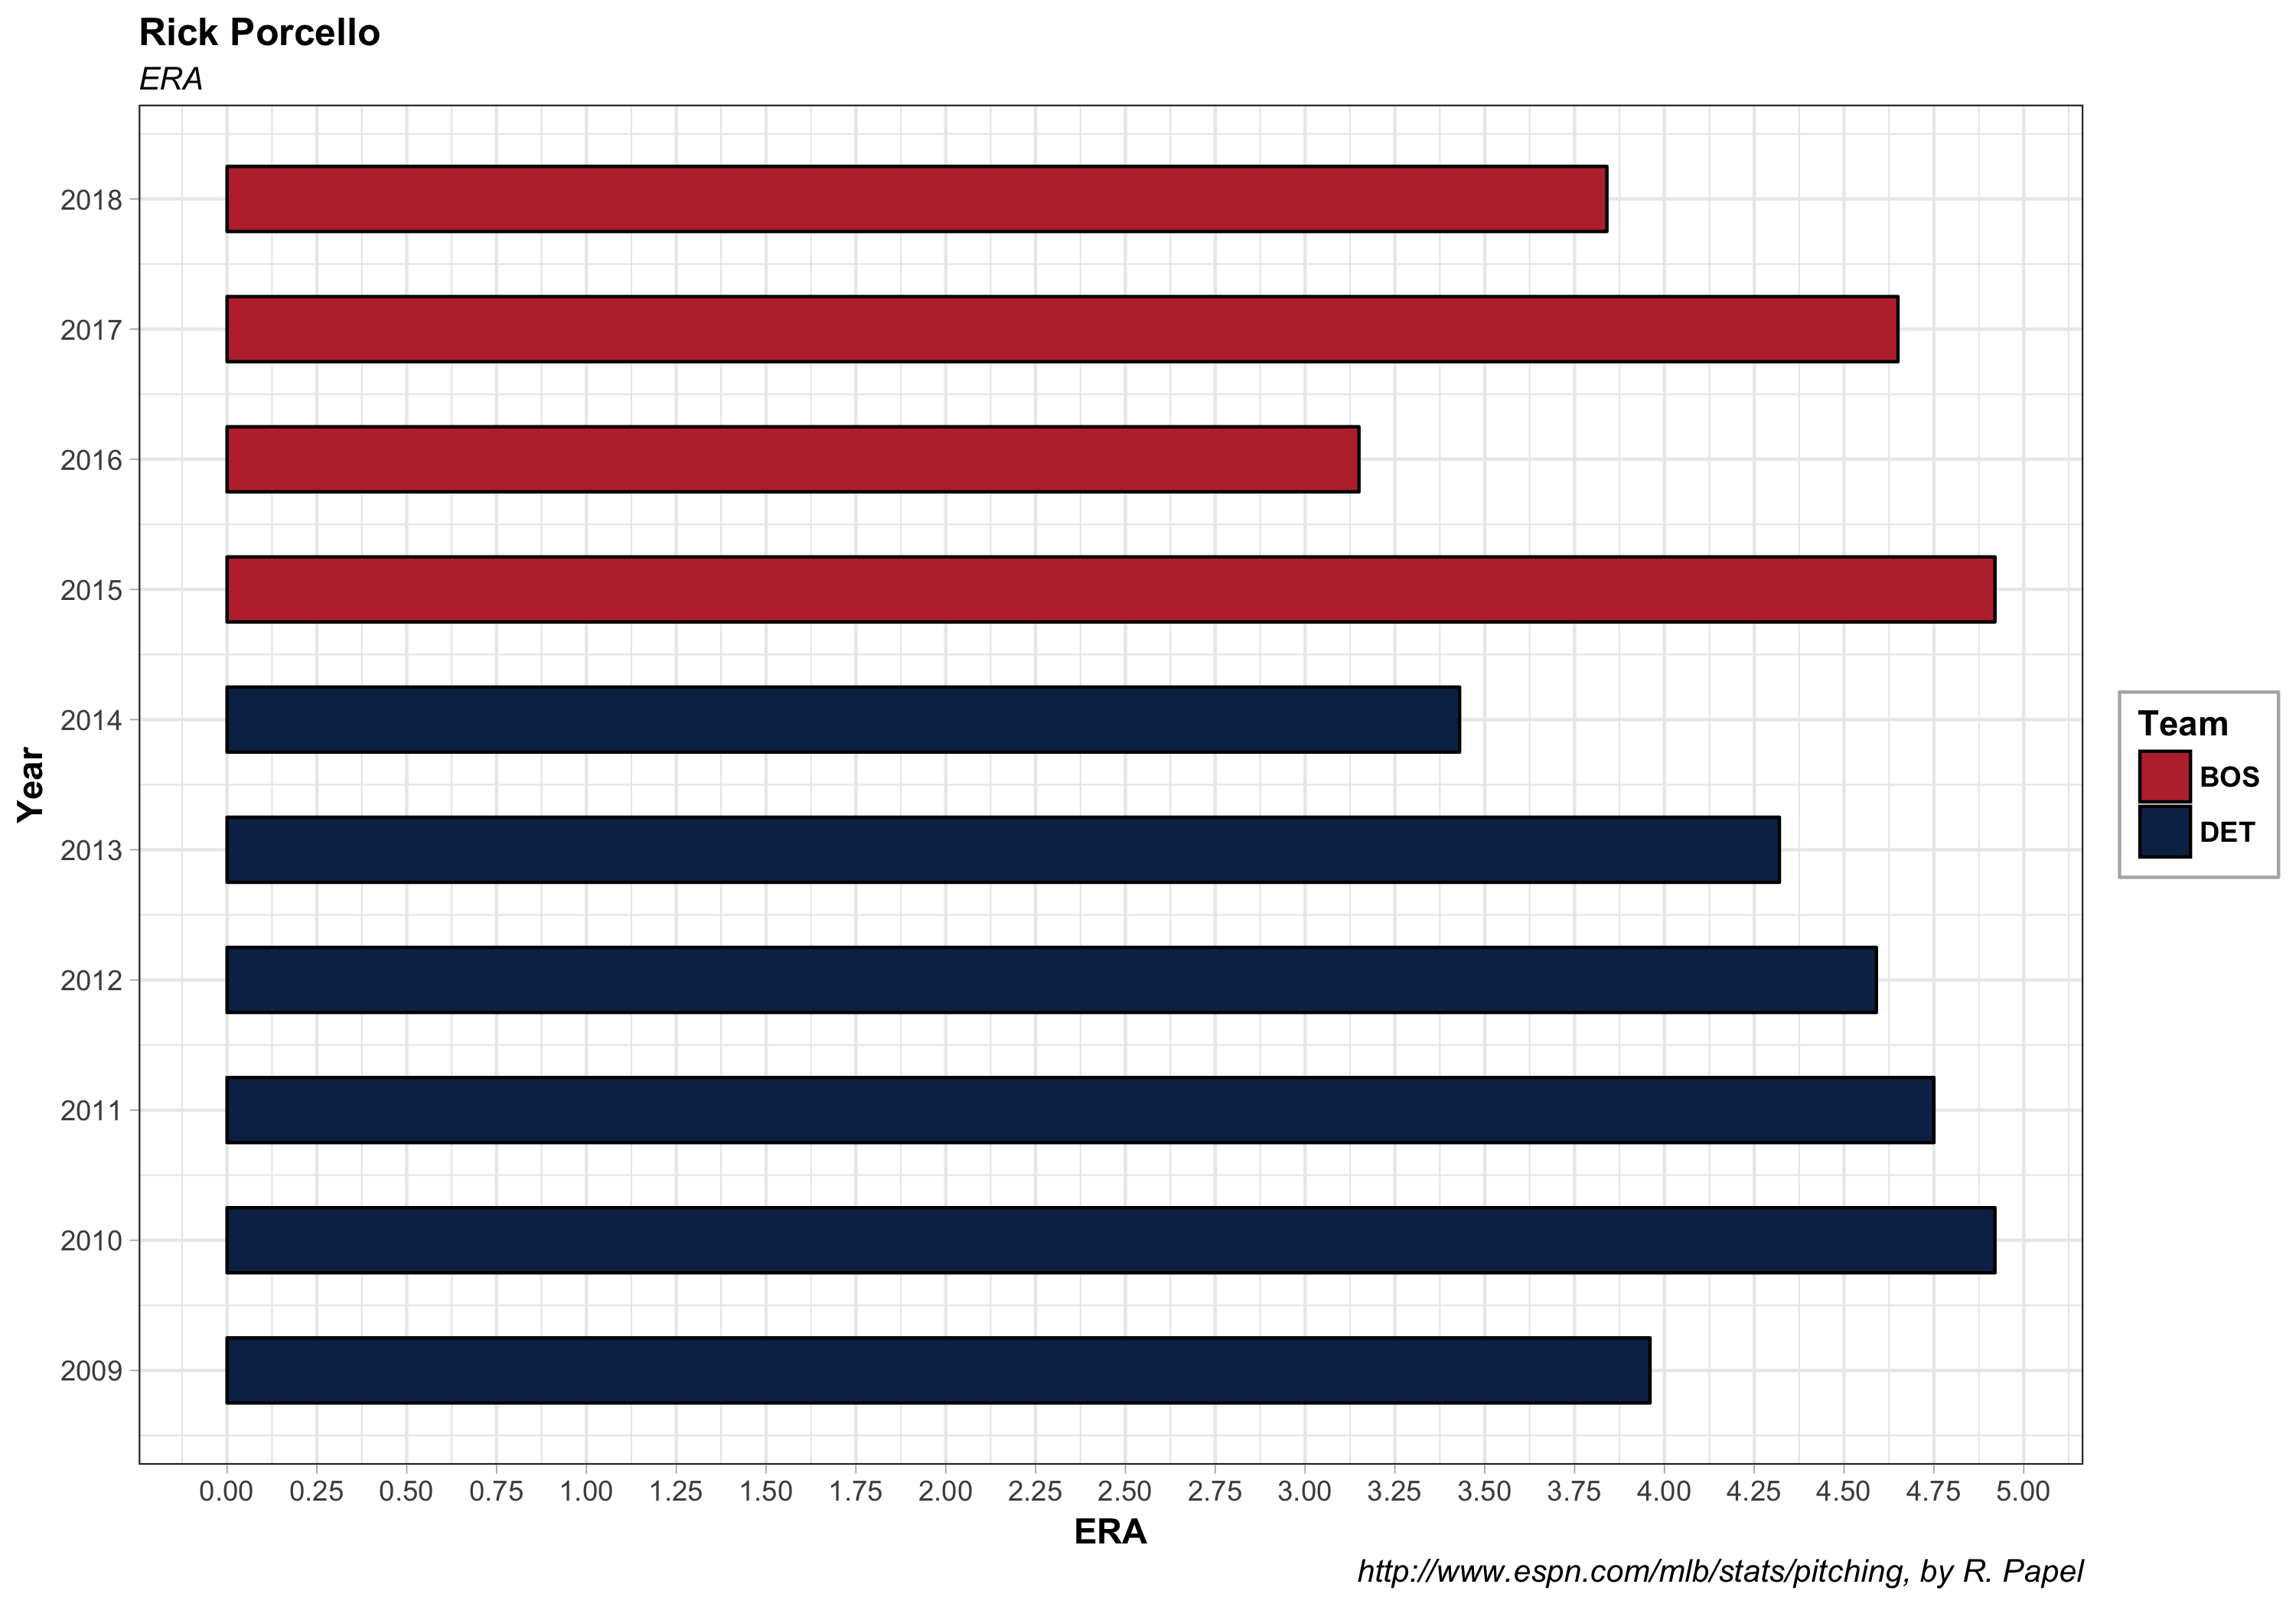 Rick Porcello
ERA
2018
2017
2016
2015
2014
2013
2012
2011
2010
2009
Year
0.00 0.25 0.50 0.75 1.00 1.25 1.50 1.75 2.00 2.25 2.50 2.75 3.00 3.25 3.50 3.75 4.00 4.25 4.50 4.75 5.00
ERA
Team
BOS
DET
http://www.espn.com/mlb/stats/pitching, by R. Papel